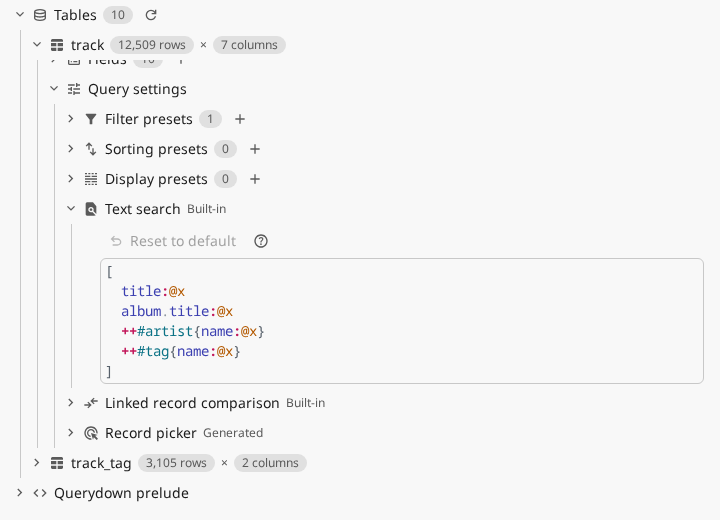 Tables 10
track 12,509 rows × 7 columns
Fields 10 +
Query settings
Filter presets 1 +
Sorting presets 0 +
Display presets 0 +
Text search Built-in
Reset to default ?
[
title:@x
album.title:@x
++#artist{name:@x}
++#tag{name:@x}
]
Linked record comparison Built-in
Record picker Generated
track_tag 3,105 rows × 2 columns
Querydown prelude